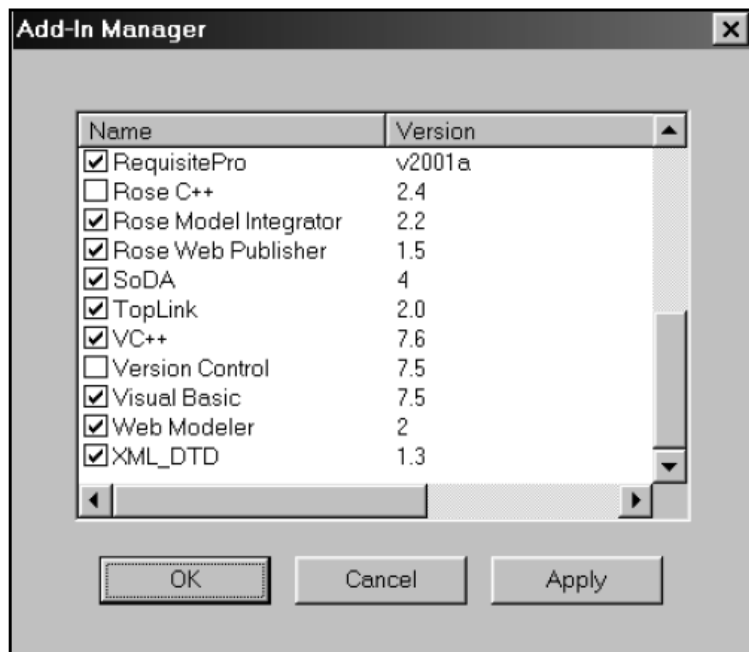 Add-In Manager
Name Version
RequisitePro v2001a
Rose C++ 2.4
Rose Model Integrator 2.2
Rose Web Publisher 1.5
SoDA 4
TopLink 2.0
VC++ 7.6
Version Control 7.5
Visual Basic 7.5
Web Modeler 2
XML_DTD 1.3
OK Cancel Apply